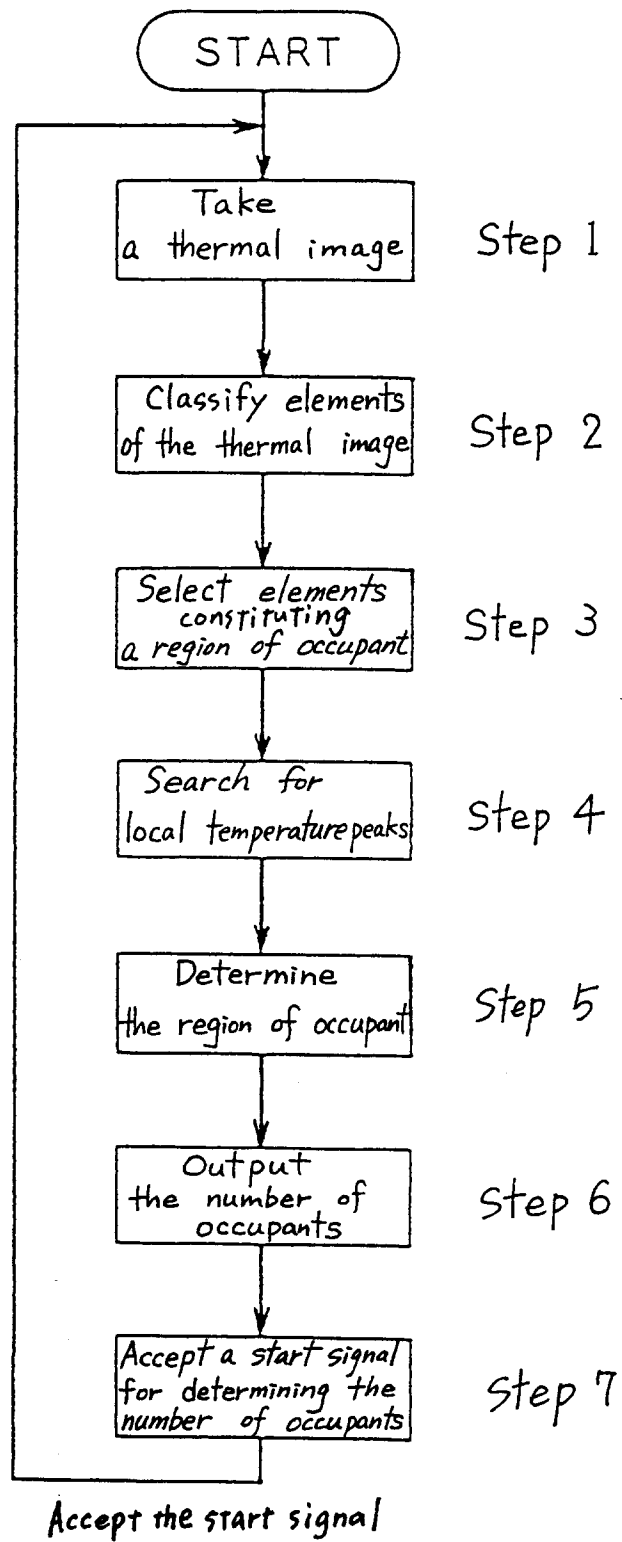 START
Take
a thermal image
Step 1
Classify elements
of the thermal image
Step 2
Select elements
constituting
a region of occupant
Step 3
Search for
local temperature peaks
Step 4
Determine
the region of occupant
Step 5
Output
the number of
occupants
Step 6
Accept a start signal
for determining the
number of occupants
Step 7
Accept the start signal